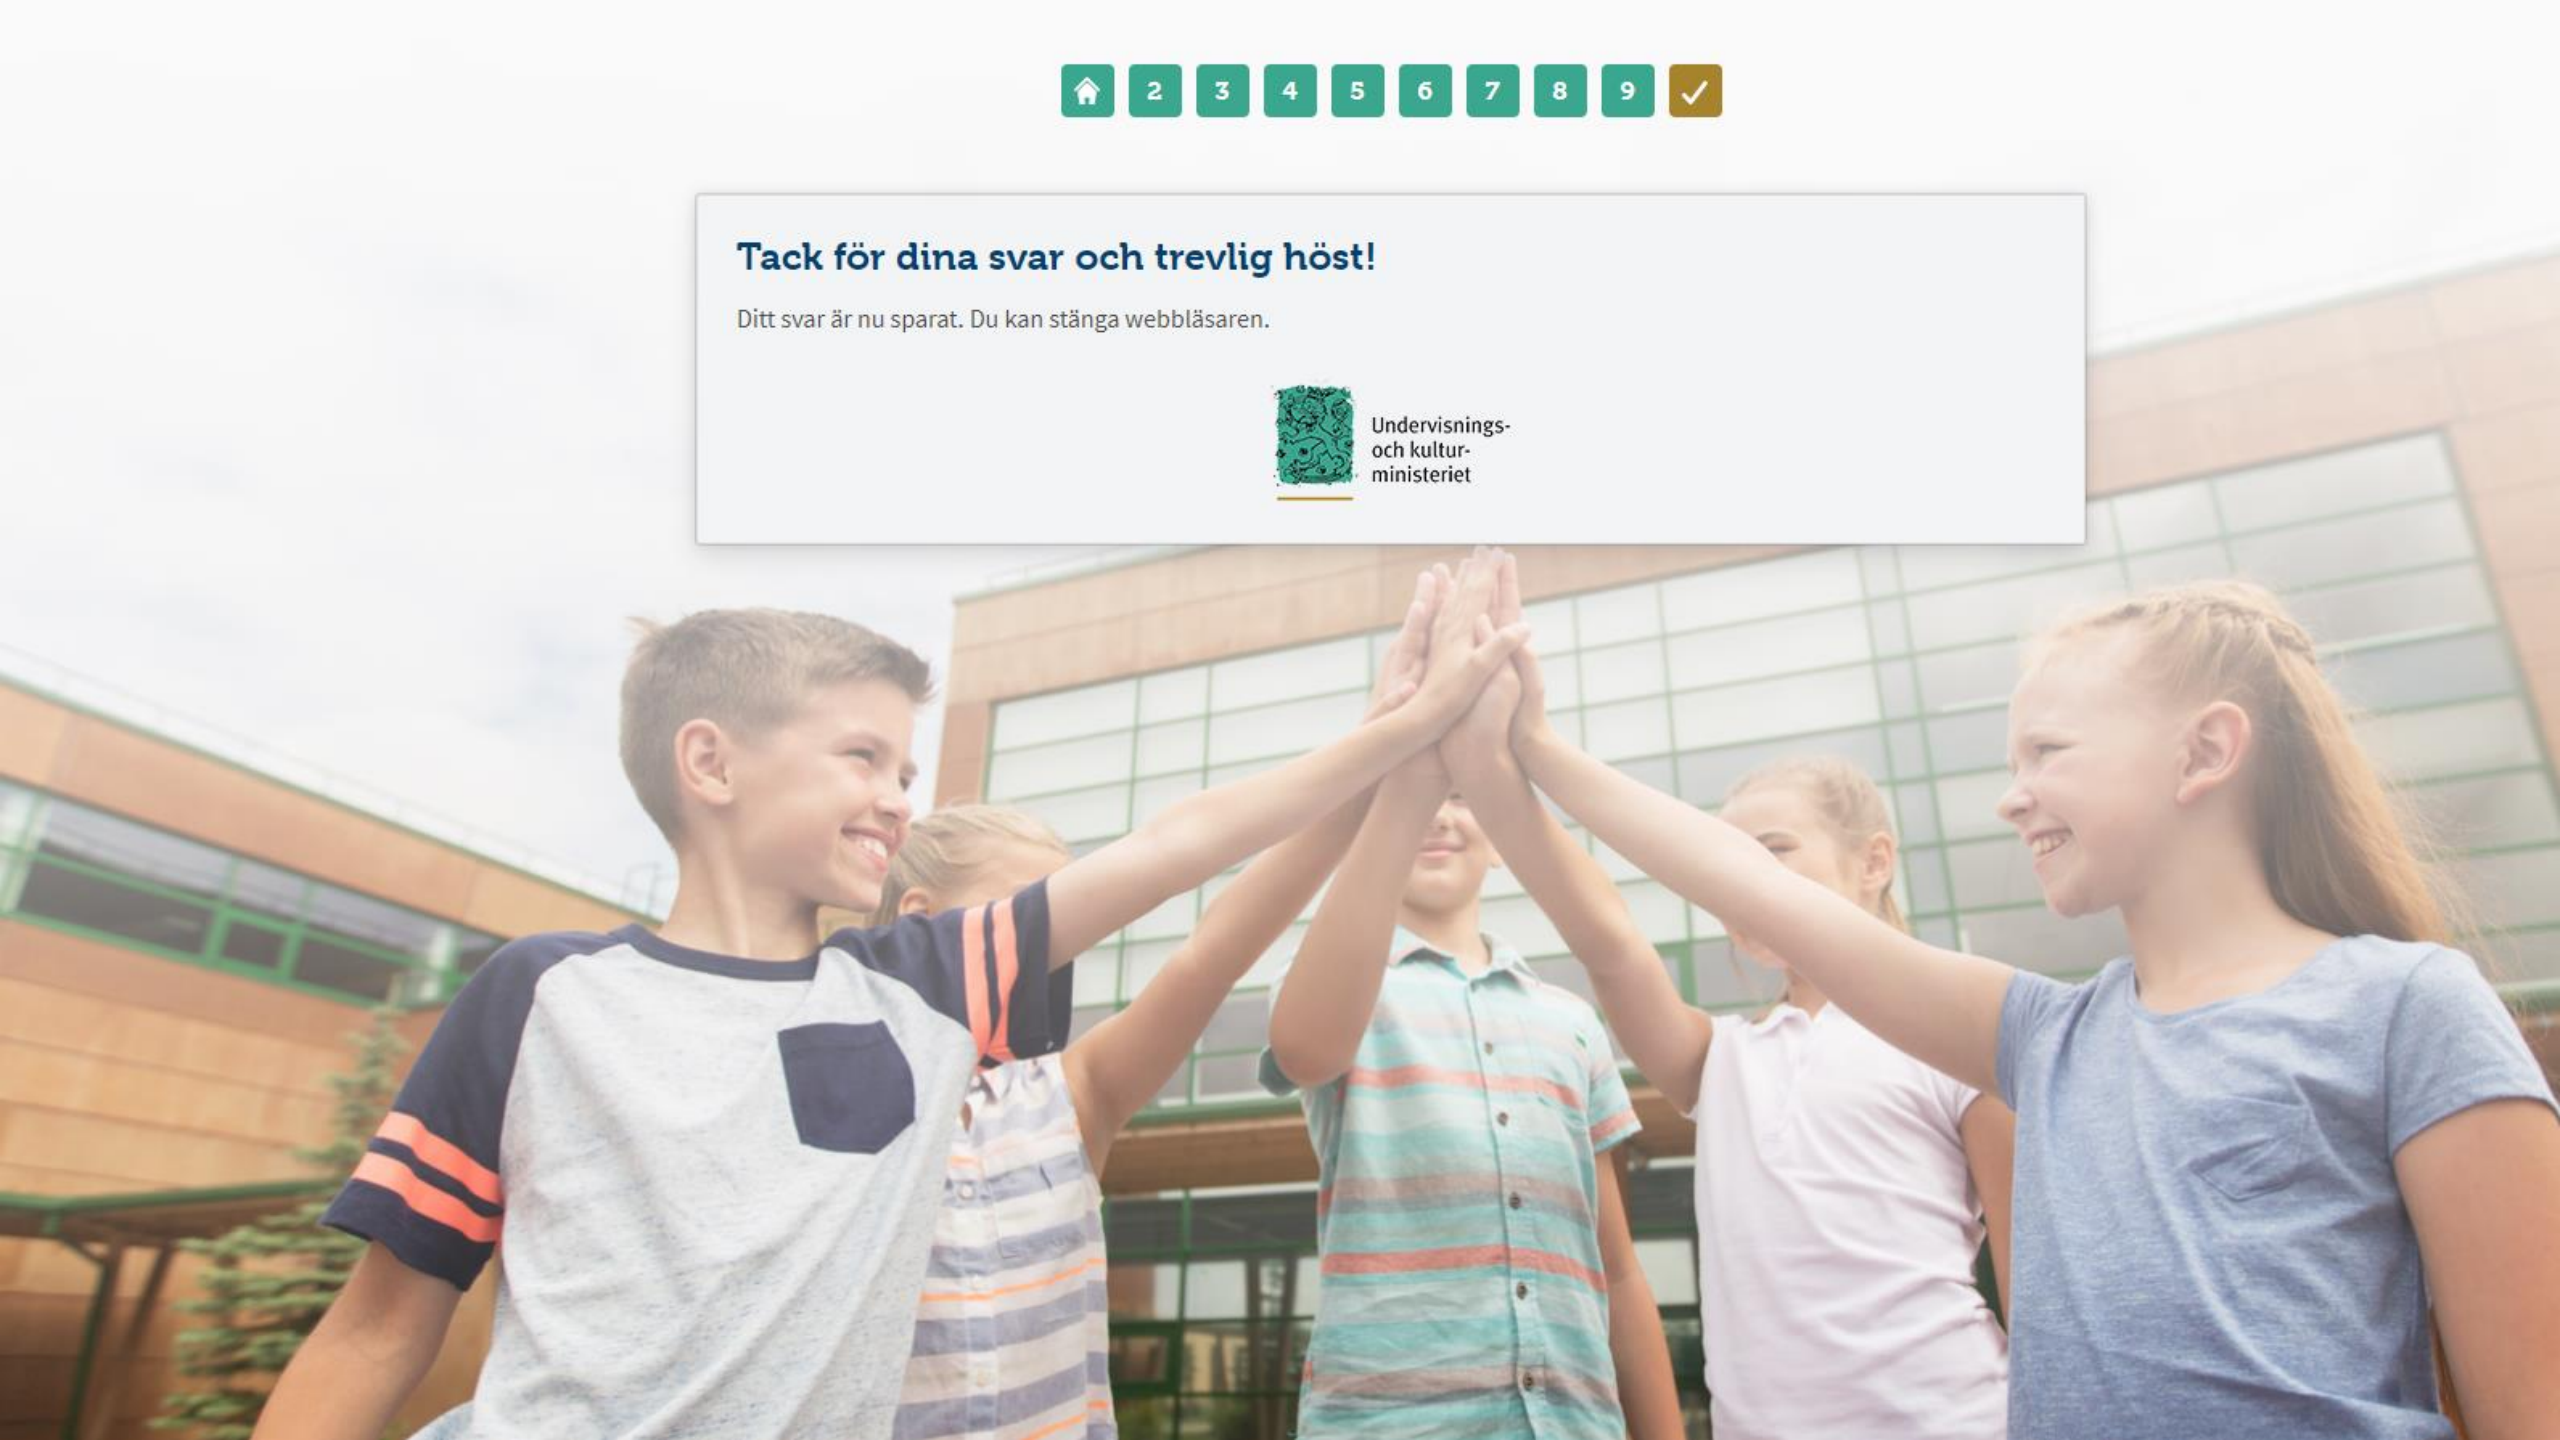 2 3 4 5 6 7 8 9
Tack för dina svar och trevlig höst!
Ditt svar är nu sparat. Du kan stänga webbläsaren.
Undervisnings-
och kultur-
ministeriet